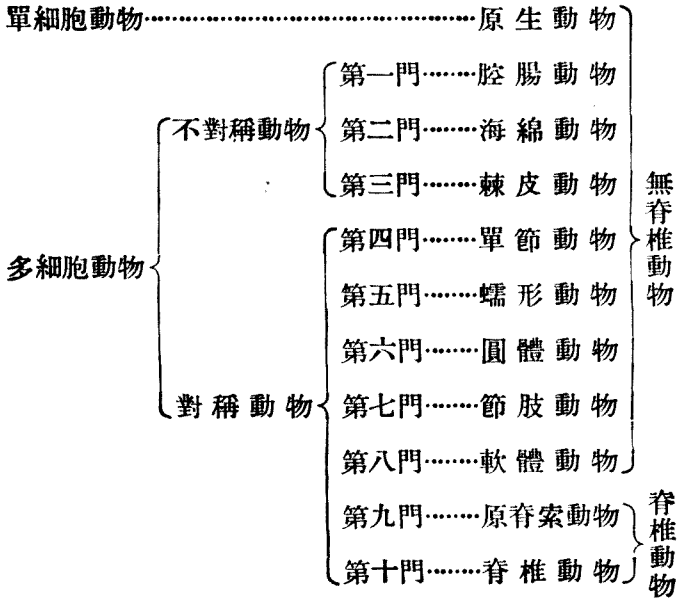 單細胞動物……………………………原生動物
第一門……腔腸動物
不對稱動物 第二門……海綿動物
第三門……棘皮動物
無脊椎動物
第四門……單節動物
多細胞動物
第五門……蠕形動物
第六門……圓體動物
對稱動物 第七門……節肢動物
第八門……軟體動物
第九門……原脊索動物
脊椎動物
第十門……脊椎動物